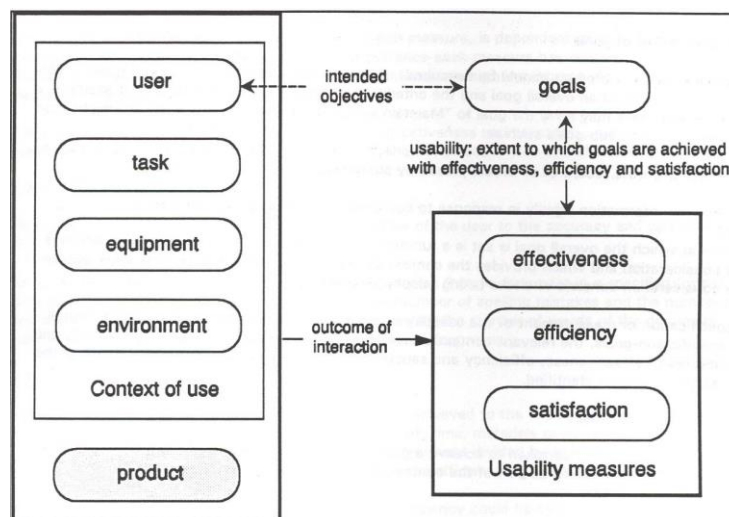 user
intended
objectives
goals
task
usability: extent to which goals are achieved
with effectiveness, efficiency and satisfaction
equipment
effectiveness
environment
outcome of
interaction
efficiency
Context of use
satisfaction
product
Usability measures